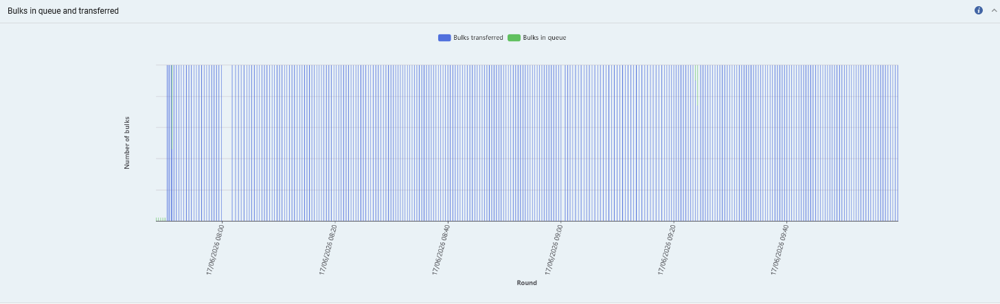 Bulks in queue and transferred
i
Bulks transferred
Bulks in queue
Number of bulks
17/06/2026 08:00
17/06/2026 08:20
17/06/2026 08:40
17/06/2026 09:00
17/06/2026 09:20
17/06/2026 09:40
Round